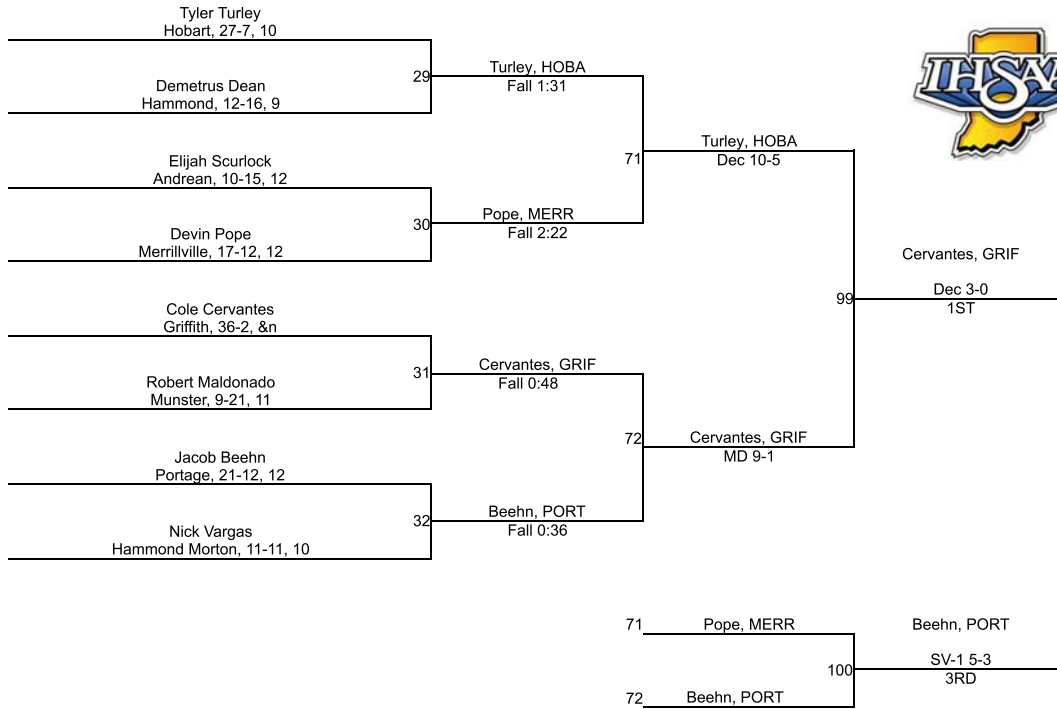 Tyler Turley
Hobart, 27-7, 10
29
Turley, HOBA
Fall 1:31
Demetrus Dean
Hammond, 12-16, 9
71
Turley, HOBA
Dec 10-5
Elijah Scurlock
Andrean, 10-15, 12
30
Pope, MERR
Fall 2:22
Devin Pope
Merrillville, 17-12, 12
99
Cervantes, GRIF
Dec 3-0
1ST
Cole Cervantes
Griffith, 36-2, &n
31
Cervantes, GRIF
Fall 0:48
Robert Maldonado
Munster, 9-21, 11
72
Cervantes, GRIF
MD 9-1
Jacob Beehn
Portage, 21-12, 12
32
Beehn, PORT
Fall 0:36
Nick Vargas
Hammond Morton, 11-11, 10
71
Pope, MERR
100
Beehn, PORT
SV-1 5-3
3RD
72
Beehn, PORT
IHSAA